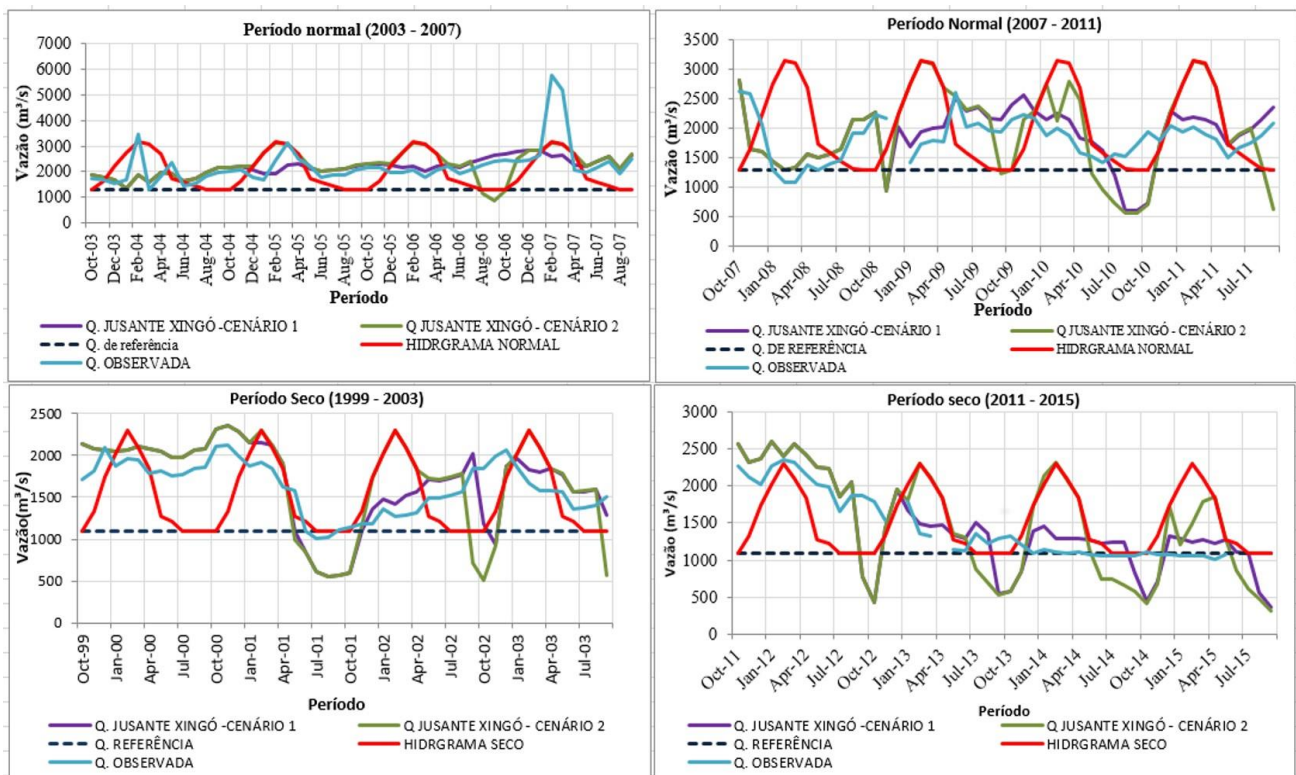 Período normal (2003 - 2007)
Vazão (m³/s)
7000
6000
5000
4000
3000
2000
1000
0
Oct-03
Dec-03
Feb-04
Apr-04
Jun-04
Aug-04
Oct-04
Dec-04
Feb-05
Apr-05
Jun-05
Aug-05
Oct-05
Dec-05
Feb-06
Apr-06
Jun-06
Aug-06
Oct-06
Dec-06
Feb-07
Apr-07
Jun-07
Aug-07
Período
Q. JUSANTE XINGÓ -CENÁRIO 1
Q JUSANTE XINGÓ - CENÁRIO 2
Q. de referência
HIDRGRAMA NORMAL
Q. OBSERVADA
Período Normal (2007 - 2011)
Vazão (m³/s)
3500
3000
2500
2000
1500
1000
500
0
Oct-07
Jan-08
Apr-08
Jul-08
Oct-08
Jan-09
Apr-09
Jul-09
Oct-09
Jan-10
Apr-10
Jul-10
Oct-10
Jan-11
Apr-11
Jul-11
Período
Q. JUSANTE XINGÓ -CENÁRIO 1
Q JUSANTE XINGÓ - CENÁRIO 2
Q. DE REFERÊNCIA
HIDRGRAMA NORMAL
Q. OBSERVADA
Período Seco (1999 - 2003)
Vazão(m³/s)
2500
2000
1500
1000
500
0
Oct-99
Jan-00
Apr-00
Jul-00
Oct-00
Jan-01
Apr-01
Jul-01
Oct-01
Jan-02
Apr-02
Jul-02
Oct-02
Jan-03
Apr-03
Jul-03
Período
Q. JUSANTE XINGÓ -CENÁRIO 1
Q JUSANTE XINGÓ - CENÁRIO 2
Q. REFERÊNCIA
HIDRGRAMA SECO
Q. OBSERVADA
Período seco (2011 - 2015)
Vazão (m³/s)
3000
2500
2000
1500
1000
500
0
Oct-11
Jan-12
Apr-12
Jul-12
Oct-12
Jan-13
Apr-13
Jul-13
Oct-13
Jan-14
Apr-14
Jul-14
Oct-14
Jan-15
Apr-15
Jul-15
Período
Q. JUSANTE XINGÓ -CENÁRIO 1
Q JUSANTE XINGÓ - CENÁRIO 2
Q. REFERÊNCIA
HIDRGRAMA SECO
Q. OBSERVADA